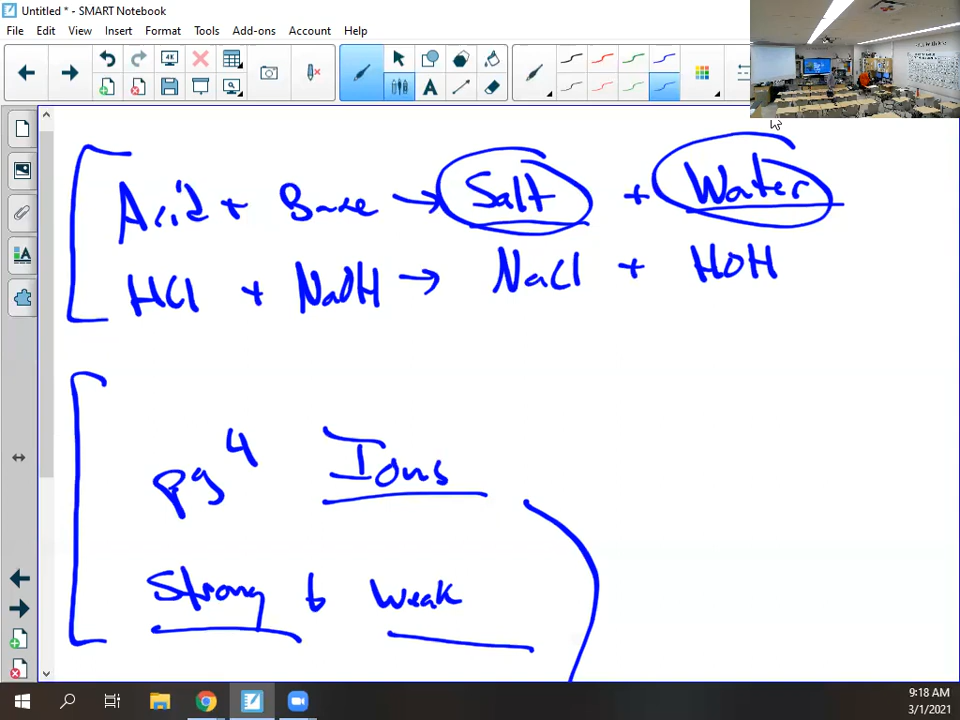 Untitled * - SMART Notebook
File Edit View Insert Format Tools Add-ons Account Help
Acid + Base → Salt + Water
HCl + NaOH → NaCl + HOH
pg 4 Ions
Strong & weak
9:18 AM
3/1/2021